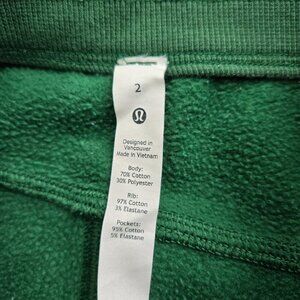 2
Designed in
Vancouver
Made in Vietnam
Body:
70% Cotton
30% Polyester
Rib:
97% Cotton
3% Elastane
Pockets:
95% Cotton
5% Elastane